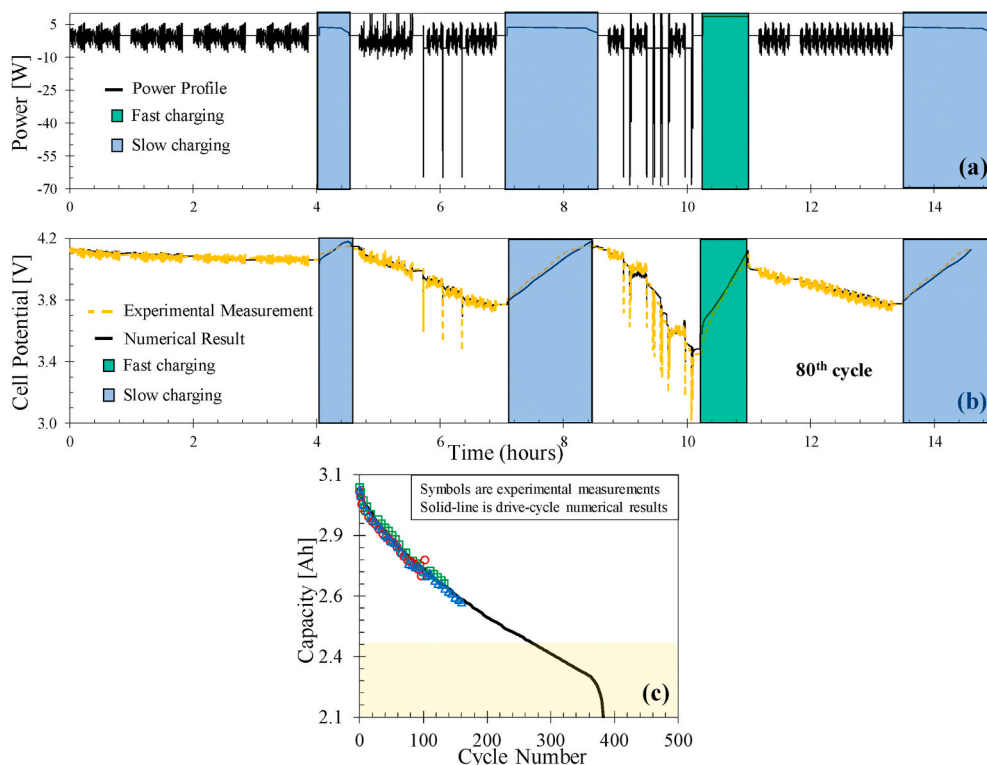 Power [W]
5
-10
-25
-40
-55
-70
Power Profile
Fast charging
Slow charging
(a)
0 2 4 6 8 10 12 14
Cell Potential [V]
4.2
3.8
3.4
3.0
Experimental Measurement
Numerical Result
Fast charging
Slow charging
80th cycle
(b)
0 2 4 6 8 10 12 14
Time (hours)
Capacity [Ah]
3.1
2.9
2.6
2.4
2.1
Symbols are experimental measurements
Solid-line is drive-cycle numerical results
(c)
0 100 200 300 400 500
Cycle Number